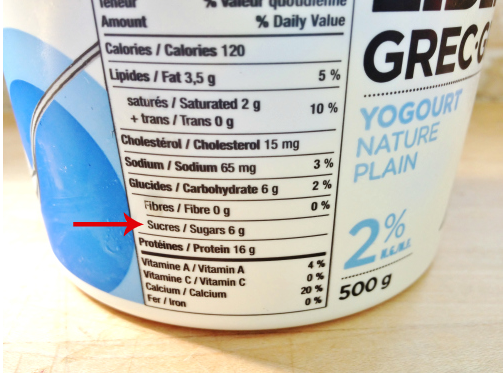 Teneur % valeur quotidienne
Amount % Daily Value
Calories / Calories 120
Lipides / Fat 3,5 g 5 %
saturés / Saturated 2 g
+ trans / Trans 0 g 10 %
Cholestérol / Cholesterol 15 mg
Sodium / Sodium 65 mg 3 %
Glucides / Carbohydrate 6 g 2 %
Fibres / Fibre 0 g 0 %
Sucres / Sugars 6 g
Protéines / Protein 16 g
Vitamine A / Vitamin A 4 %
Vitamine C / Vitamin C 0 %
Calcium / Calcium 20 %
Fer / Iron 0 %
GREC
YOGOURT
NATURE
PLAIN
2%
500 g